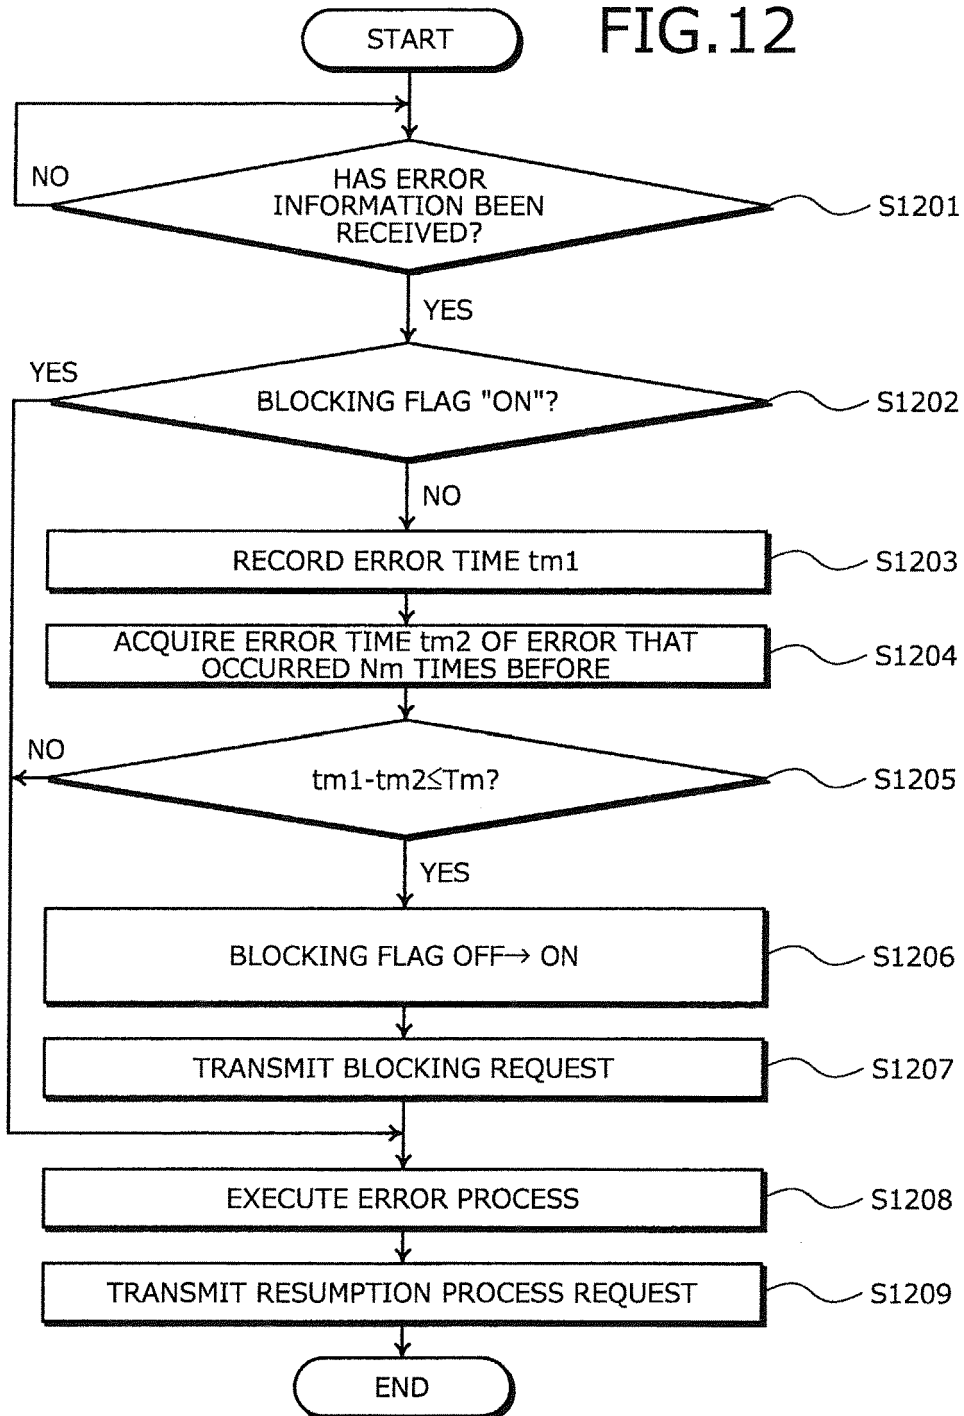 FIG.12
START
NO
HAS ERROR
INFORMATION BEEN
RECEIVED?
S1201
YES
YES
BLOCKING FLAG "ON"?
S1202
NO
RECORD ERROR TIME tm1
S1203
ACQUIRE ERROR TIME tm2 OF ERROR THAT
OCCURRED Nm TIMES BEFORE
S1204
NO
tm1-tm2≤Tm?
S1205
YES
BLOCKING FLAG OFF→ ON
S1206
TRANSMIT BLOCKING REQUEST
S1207
EXECUTE ERROR PROCESS
S1208
TRANSMIT RESUMPTION PROCESS REQUEST
S1209
END